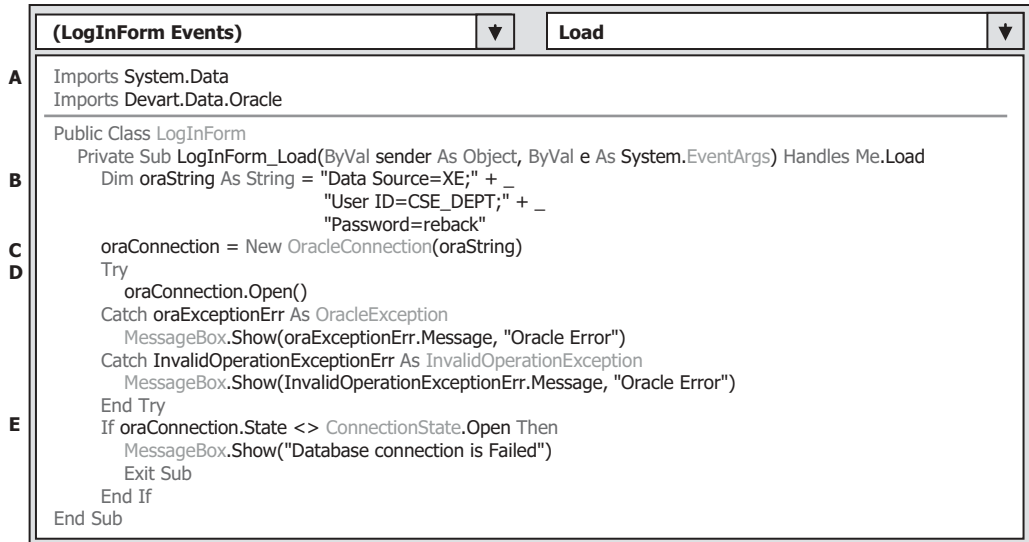 (LogInForm Events) Load
A Imports System.Data
Imports Devart.Data.Oracle
Public Class LogInForm
Private Sub LogInForm_Load(ByVal sender As Object, ByVal e As System.EventArgs) Handles Me.Load
B Dim oraString As String = "Data Source=XE;" + _
"User ID=CSE_DEPT;" + _
"Password=reback"
C oraConnection = New OracleConnection(oraString)
D Try
oraConnection.Open()
Catch oraExceptionErr As OracleException
MessageBox.Show(oraExceptionErr.Message, "Oracle Error")
Catch InvalidOperationExceptionErr As InvalidOperationException
MessageBox.Show(InvalidOperationExceptionErr.Message, "Oracle Error")
End Try
E If oraConnection.State <> ConnectionState.Open Then
MessageBox.Show("Database connection is Failed")
Exit Sub
End If
End Sub